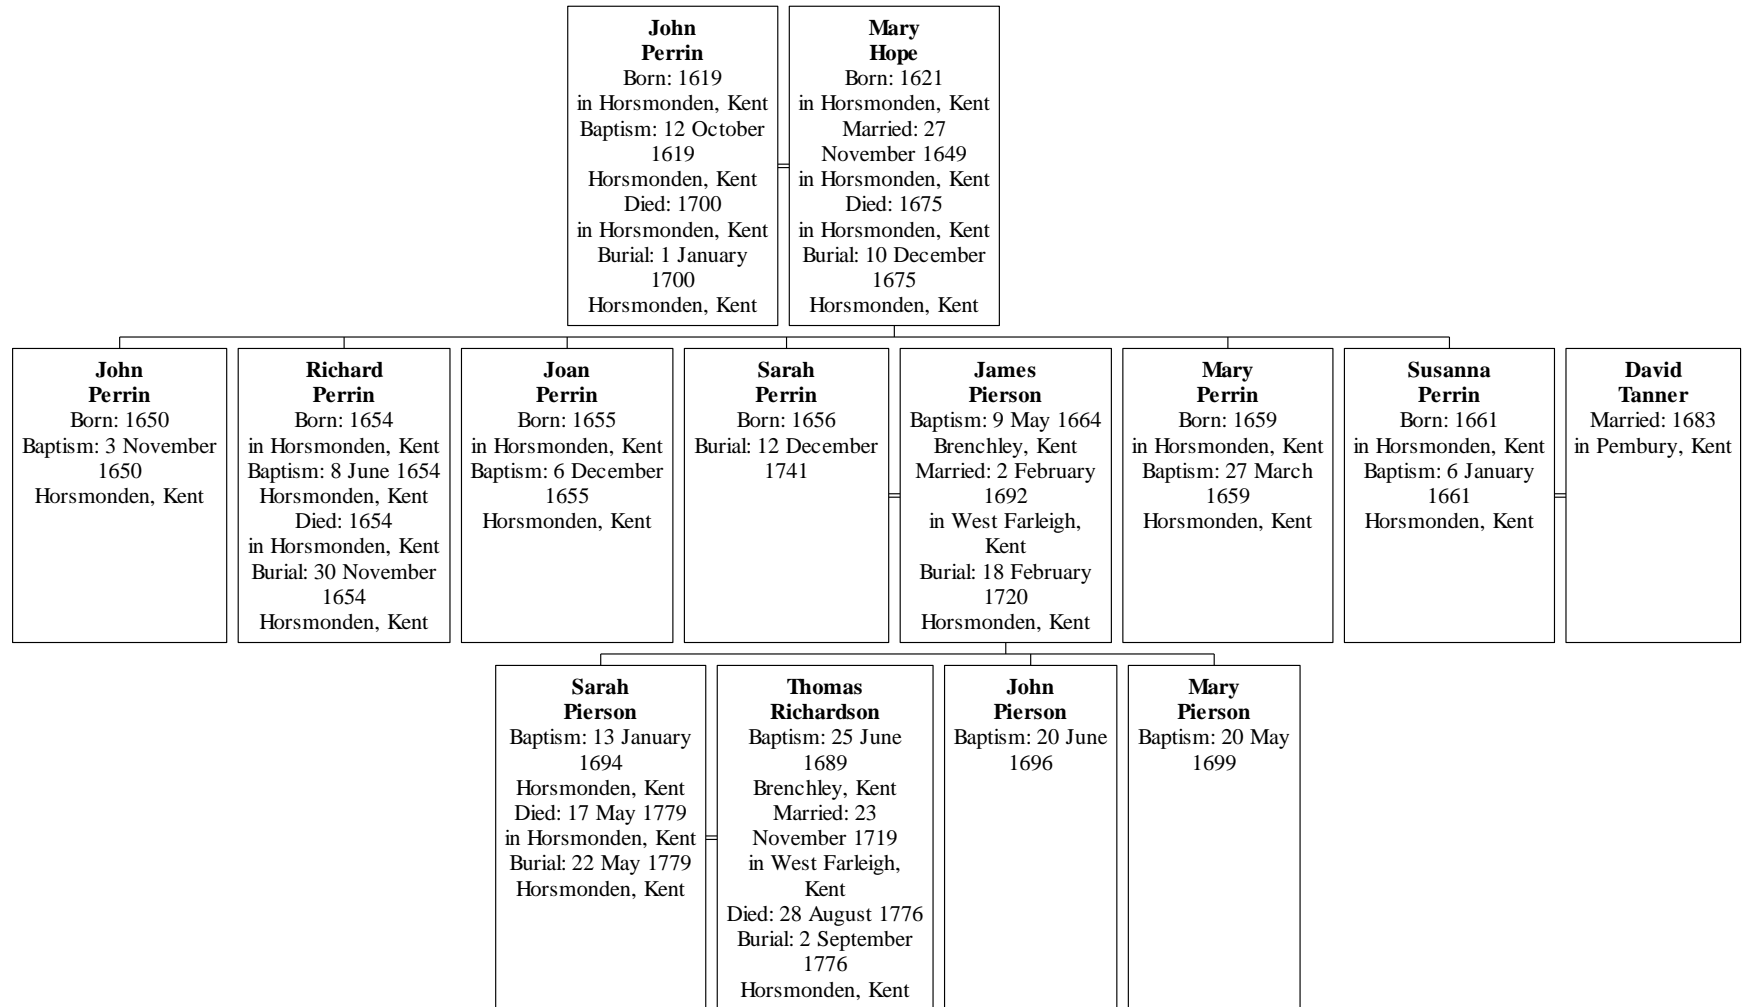 John
Perrin
Born: 1619
in Horsmonden, Kent
Baptism: 12 October
1619
Horsmonden, Kent
Died: 1700
in Horsmonden, Kent
Burial: 1 January
1700
Horsmonden, Kent
Mary
Hope
Born: 1621
in Horsmonden, Kent
Married: 27
November 1649
in Horsmonden, Kent
Died: 1675
in Horsmonden, Kent
Burial: 10 December
1675
Horsmonden, Kent
John
Perrin
Born: 1650
Baptism: 3 November
1650
Horsmonden, Kent
Richard
Perrin
Born: 1654
in Horsmonden, Kent
Baptism: 8 June 1654
Horsmonden, Kent
Died: 1654
in Horsmonden, Kent
Burial: 30 November
1654
Horsmonden, Kent
Joan
Perrin
Born: 1655
in Horsmonden, Kent
Baptism: 6 December
1655
Horsmonden, Kent
Sarah
Perrin
Born: 1656
Burial: 12 December
1741
James
Pierson
Baptism: 9 May 1664
Brenchley, Kent
Married: 2 February
1692
in West Farleigh,
Kent
Burial: 18 February
1720
Horsmonden, Kent
Mary
Perrin
Born: 1659
in Horsmonden, Kent
Baptism: 27 March
1659
Horsmonden, Kent
Susanna
Perrin
Born: 1661
in Horsmonden, Kent
Baptism: 6 January
1661
Horsmonden, Kent
David
Tanner
Married: 1683
in Pembury, Kent
Sarah
Pierson
Baptism: 13 January
1694
Horsmonden, Kent
Died: 17 May 1779
in Horsmonden, Kent
Burial: 22 May 1779
Horsmonden, Kent
Thomas
Richardson
Baptism: 25 June
1689
Brenchley, Kent
Married: 23
November 1719
in West Farleigh,
Kent
Died: 28 August 1776
Burial: 2 September
1776
Horsmonden, Kent
John
Pierson
Baptism: 20 June
1696
Mary
Pierson
Baptism: 20 May
1699